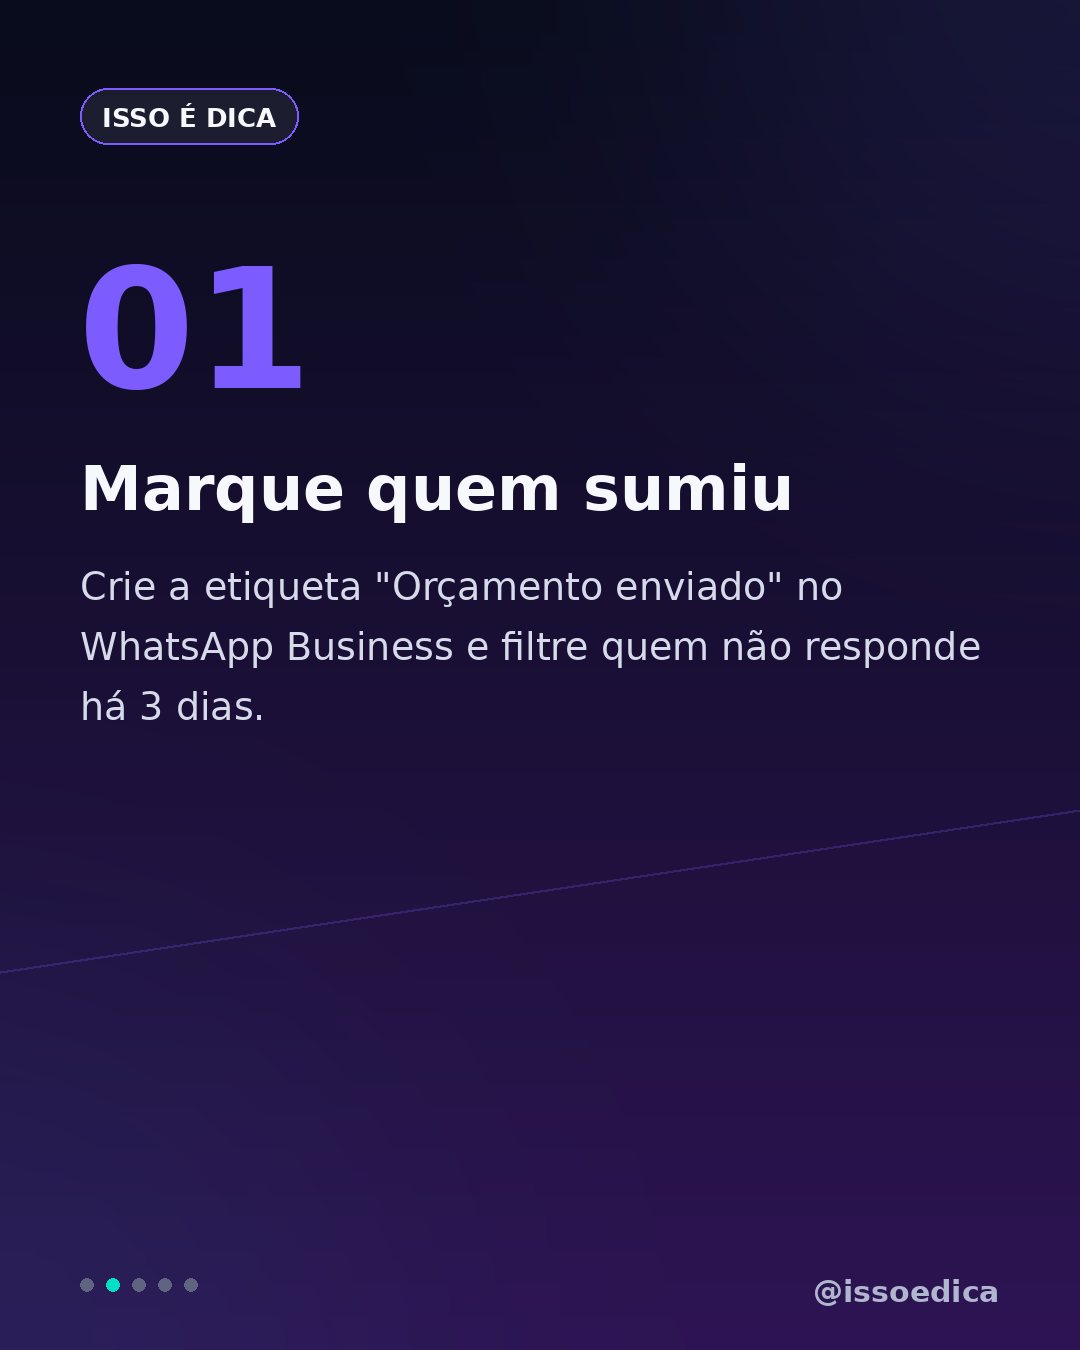 ISSO É DICA
01
Marque quem sumiu
Crie a etiqueta "Orçamento enviado" no
WhatsApp Business e filtre quem não responde
há 3 dias.
@issoedica